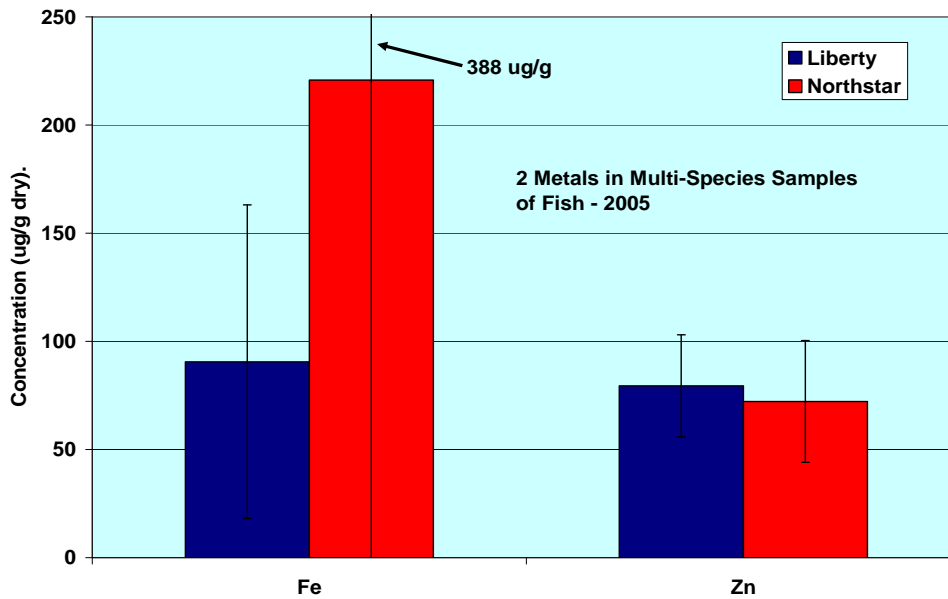 250
200
150
100
50
0
Concentration (ug/g dry).
388 ug/g
Liberty
Northstar
2 Metals in Multi-Species Samples
of Fish - 2005
Fe
Zn